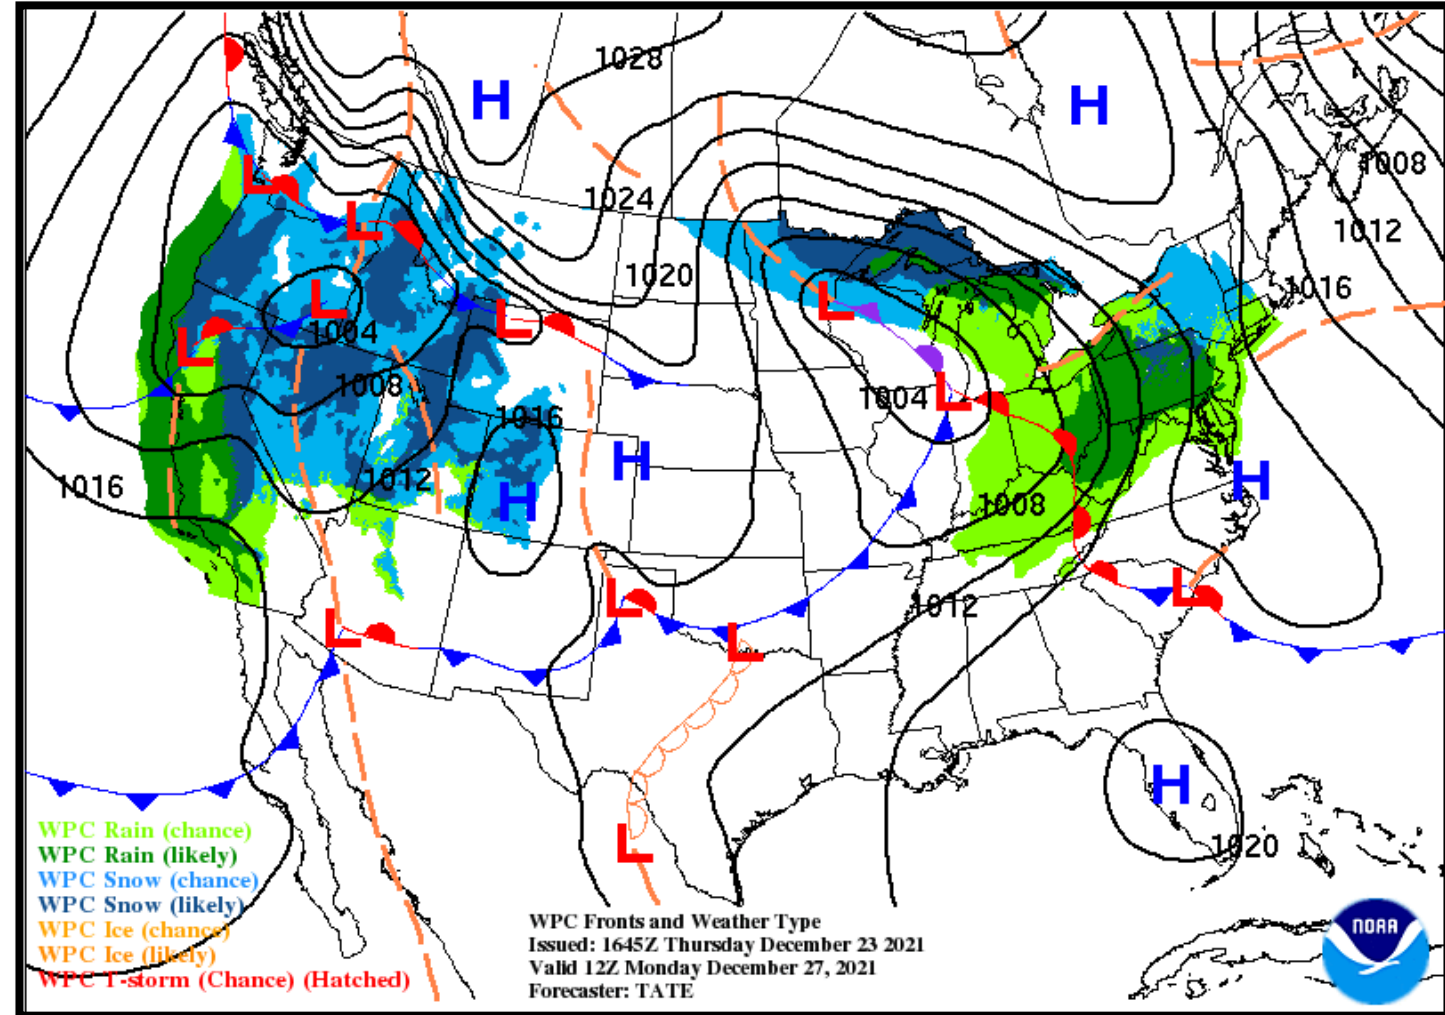 1028
H
H
1008
L
1024
L
1012
1020
1016
L
L
1004
L
L
L
1008
1004
L
1016
H
1012
1016
H
H
1008
L
L
1012
L
L
H
L
1020
WPC Rain (chance)
WPC Rain (likely)
WPC Snow (chance)
WPC Snow (likely)
WPC Ice (chance)
WPC Ice (likely)
WPC T-storm (Chance) (Hatched)
WPC Fronts and Weather Type
Issued: 1645Z Thursday December 23 2021
Valid 12Z Monday December 27, 2021
Forecaster: TATE
NOAA